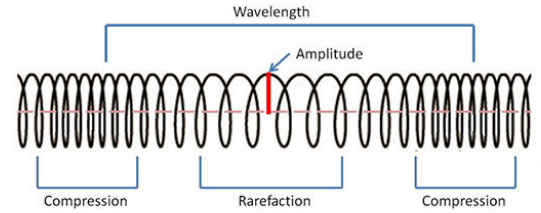 Wavelength
Amplitude
Compression
Rarefaction
Compression